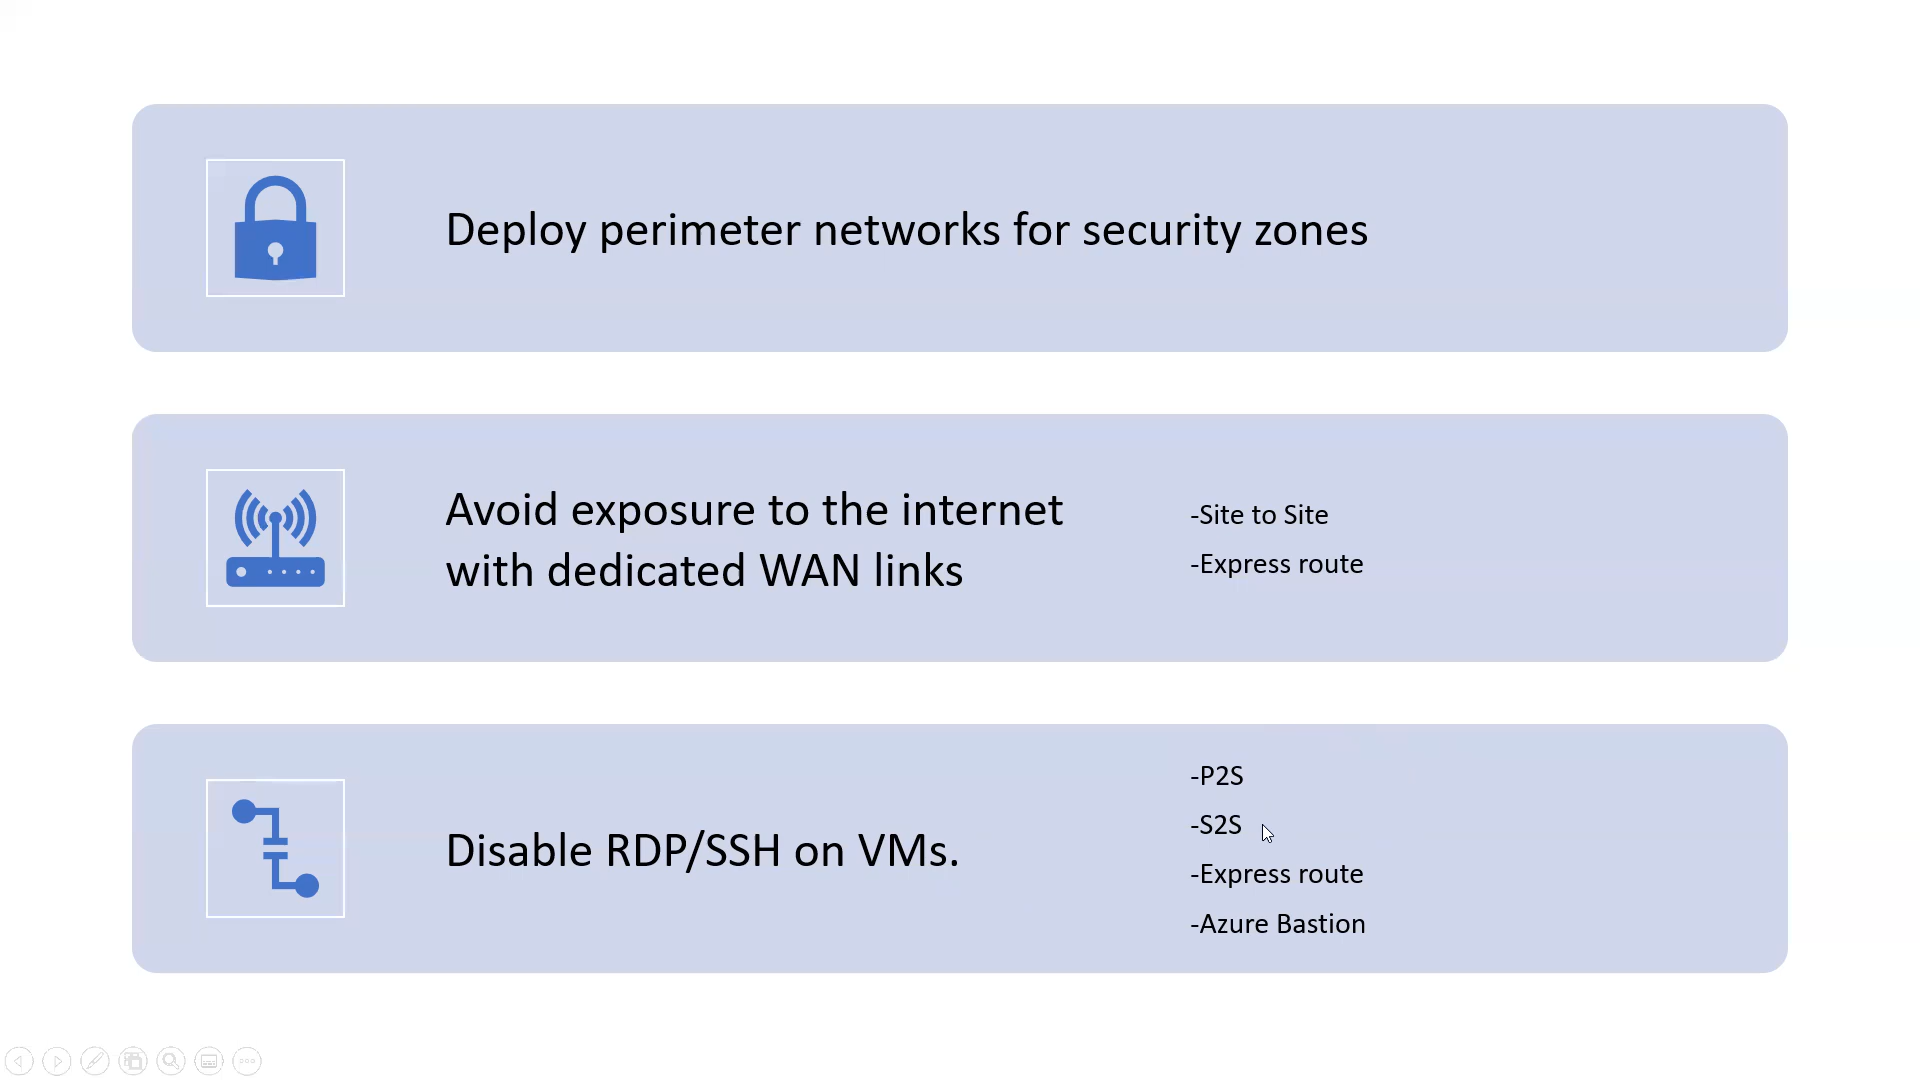 Deploy perimeter networks for security zones
Avoid exposure to the internet
with dedicated WAN links
-Site to Site
-Express route
Disable RDP/SSH on VMs.
-P2S
-S2S
-Express route
-Azure Bastion